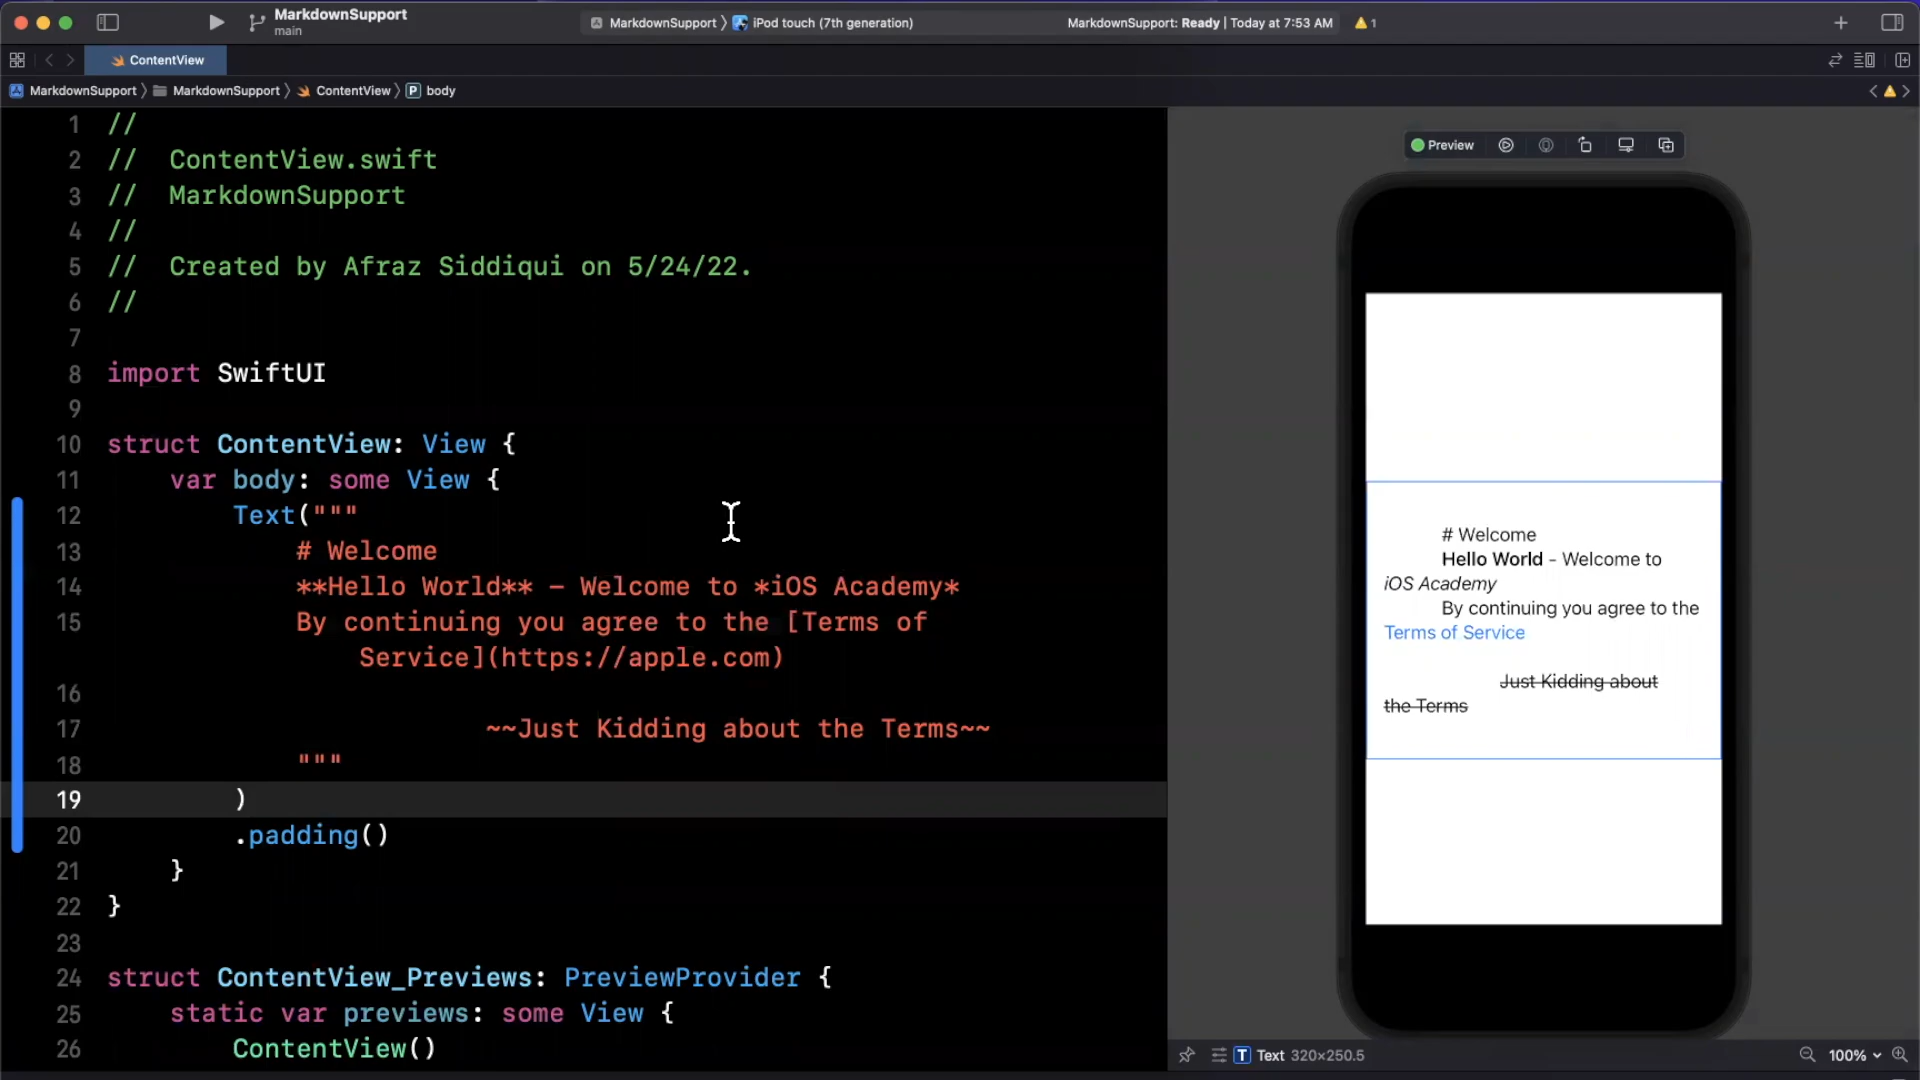 MarkdownSupport
main
MarkdownSupport 〉 iPod touch (7th generation)
MarkdownSupport: Ready | Today at 7:53 AM
1
ContentView
MarkdownSupport 〉 MarkdownSupport 〉 ContentView 〉 P body
1 //
2 //  ContentView.swift
3 //  MarkdownSupport
4 //
5 //  Created by Afraz Siddiqui on 5/24/22.
6 //
7
8 import SwiftUI
9
10 struct ContentView: View {
11     var body: some View {
12         Text("""
13             # Welcome
14             **Hello World** – Welcome to *iOS Academy*
15             By continuing you agree to the [Terms of
Service](https://apple.com)
16
17                         ~~Just Kidding about the Terms~~
18             """
19         )
20         .padding()
21     }
22 }
23
24 struct ContentView_Previews: PreviewProvider {
25     static var previews: some View {
26         ContentView()
Preview
# Welcome
Hello World - Welcome to
iOS Academy
By continuing you agree to the
Terms of Service
Just Kidding about
the Terms
T Text 320×250.5
100%